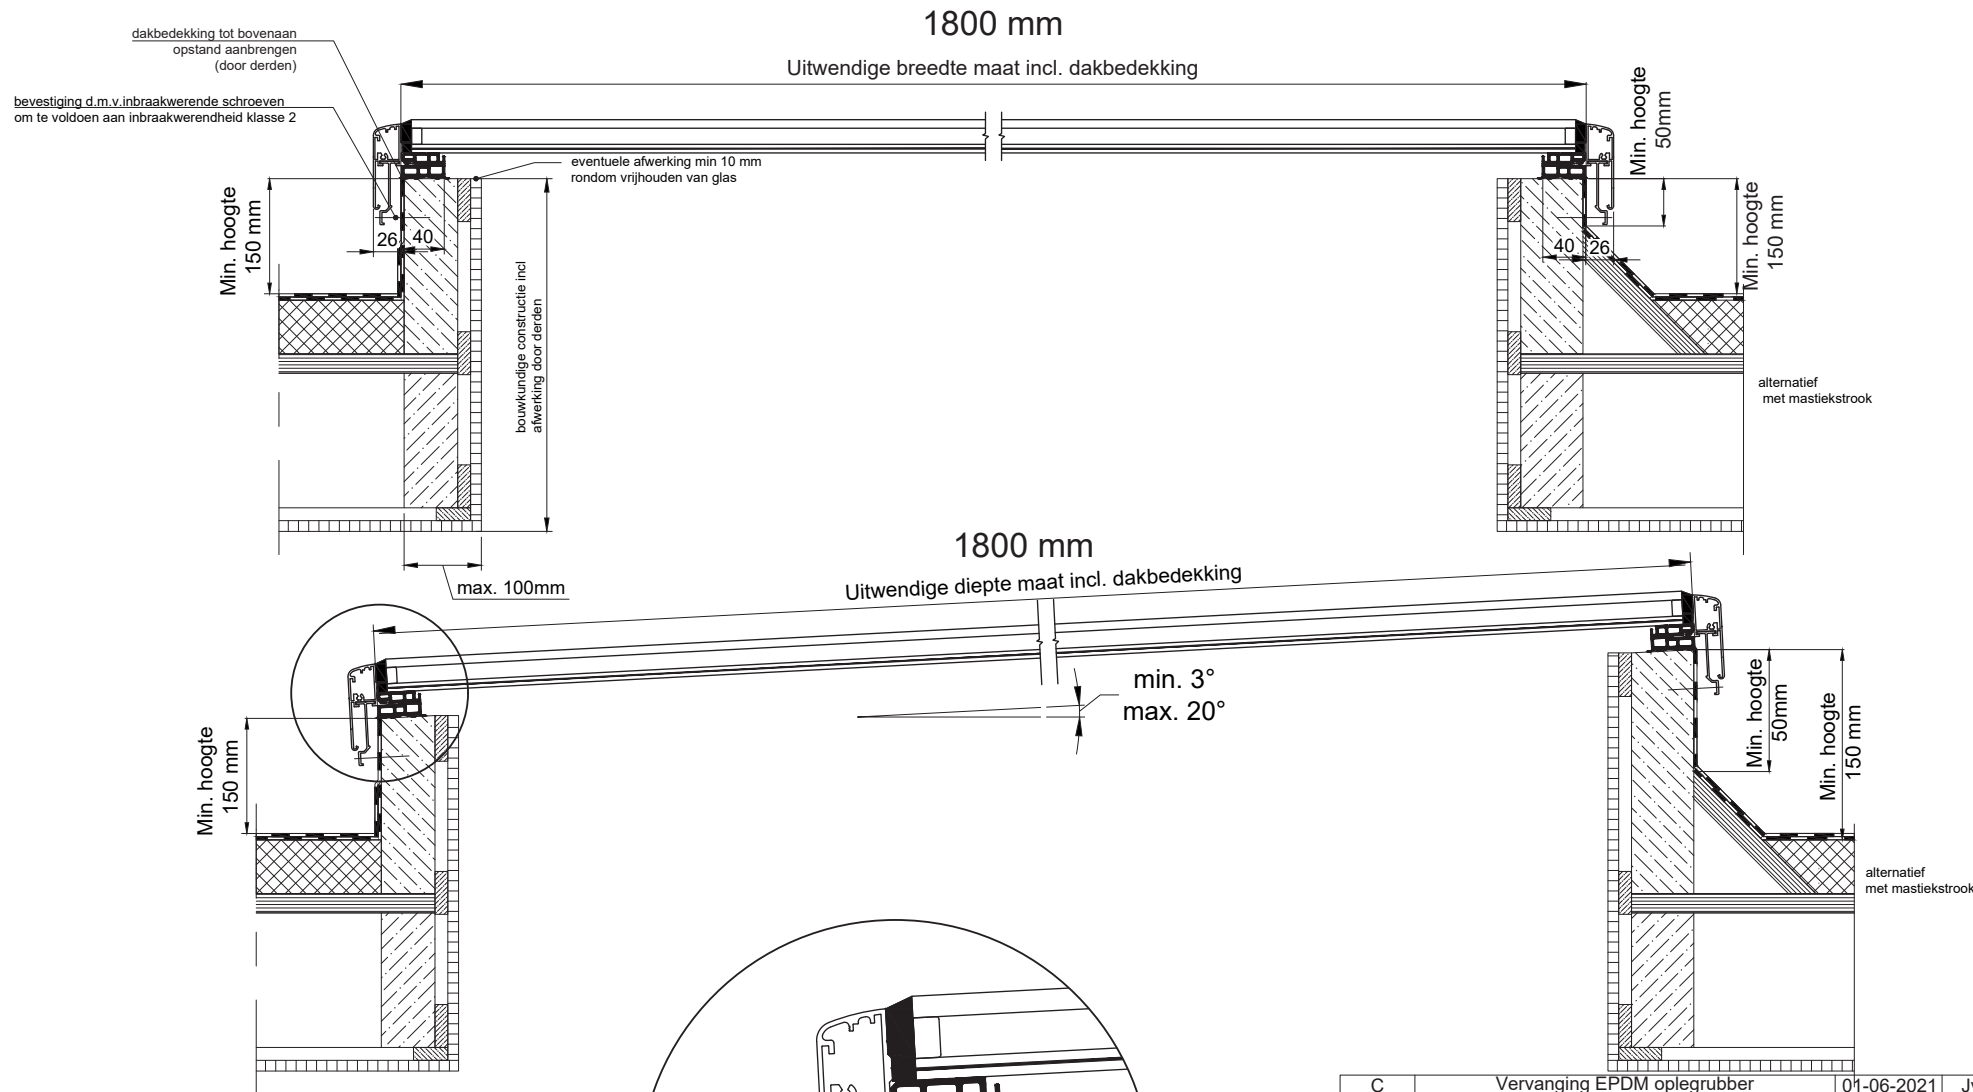 1800 mm
Uitwendige breedte maat incl. dakbedekking
dakbedekking tot bovenaan
opstand aanbrengen
(door derden)
bevestiging d.m.v.inbraakwerende schroeven
om te voldoen aan inbraakwerendheid klasse 2
eventuele afwerking min 10 mm
rondom vrijhouden van glas
Min. hoogte
150 mm
26
40
bouwkundige constructie incl
afwerking door derden
max. 100mm
Min. hoogte
50mm
Min. hoogte
150 mm
40
26
alternatief
met mastiekstrook
1800 mm
Uitwendige diepte maat incl. dakbedekking
min. 3°
max. 20°
Min. hoogte
150 mm
Min. hoogte
50mm
Min. hoogte
150 mm
alternatief
met mastiekstrook
C Vervanging EPDM oplegrubber 01-06-2021